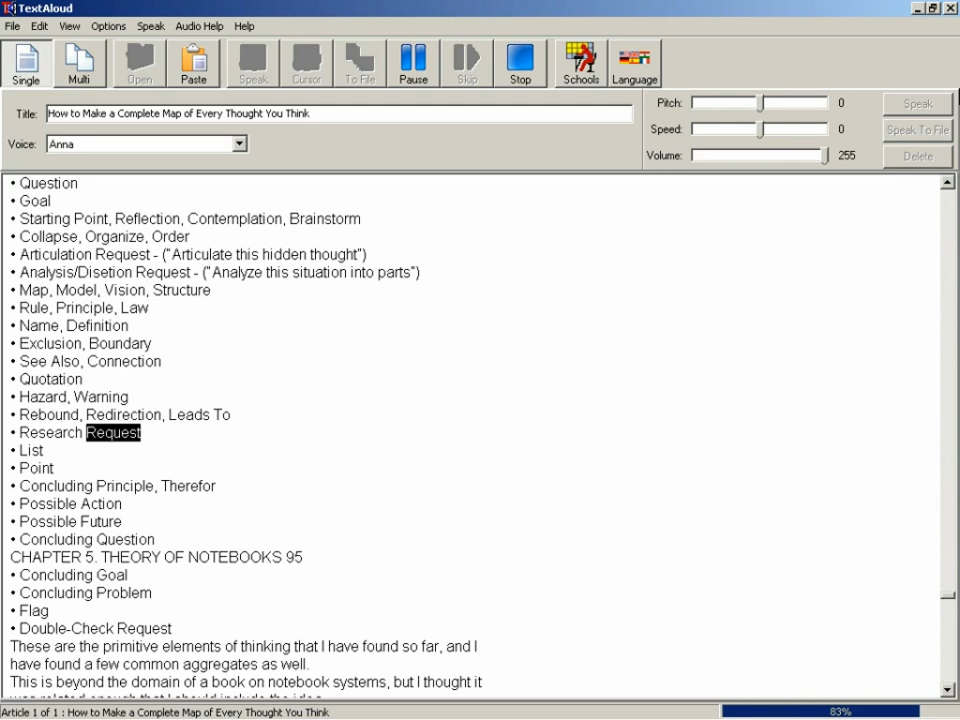 TextAloud
File Edit View Options Speak Audio Help Help
Single Multi Open Paste Speak Cursor To File Pause Skip Stop Schools Language
Title: How to Make a Complete Map of Every Thought You Think
Voice: Anna
Pitch: 0 Speak
Speed: 0 Speak To File
Volume: 255 Delete
• Question
• Goal
• Starting Point, Reflection, Contemplation, Brainstorm
• Collapse, Organize, Order
• Articulation Request - ("Articulate this hidden thought")
• Analysis/Disetion Request - ("Analyze this situation into parts")
• Map, Model, Vision, Structure
• Rule, Principle, Law
• Name, Definition
• Exclusion, Boundary
• See Also, Connection
• Quotation
• Hazard, Warning
• Rebound, Redirection, Leads To
• Research Request
• List
• Point
• Concluding Principle, Therefor
• Possible Action
• Possible Future
• Concluding Question
CHAPTER 5. THEORY OF NOTEBOOKS 95
• Concluding Goal
• Concluding Problem
• Flag
• Double-Check Request
These are the primitive elements of thinking that I have found so far, and I
have found a few common aggregates as well.
This is beyond the domain of a book on notebook systems, but I thought it
was related enough that I should include the idea.
Article 1 of 1 : How to Make a Complete Map of Every Thought You Think 83%